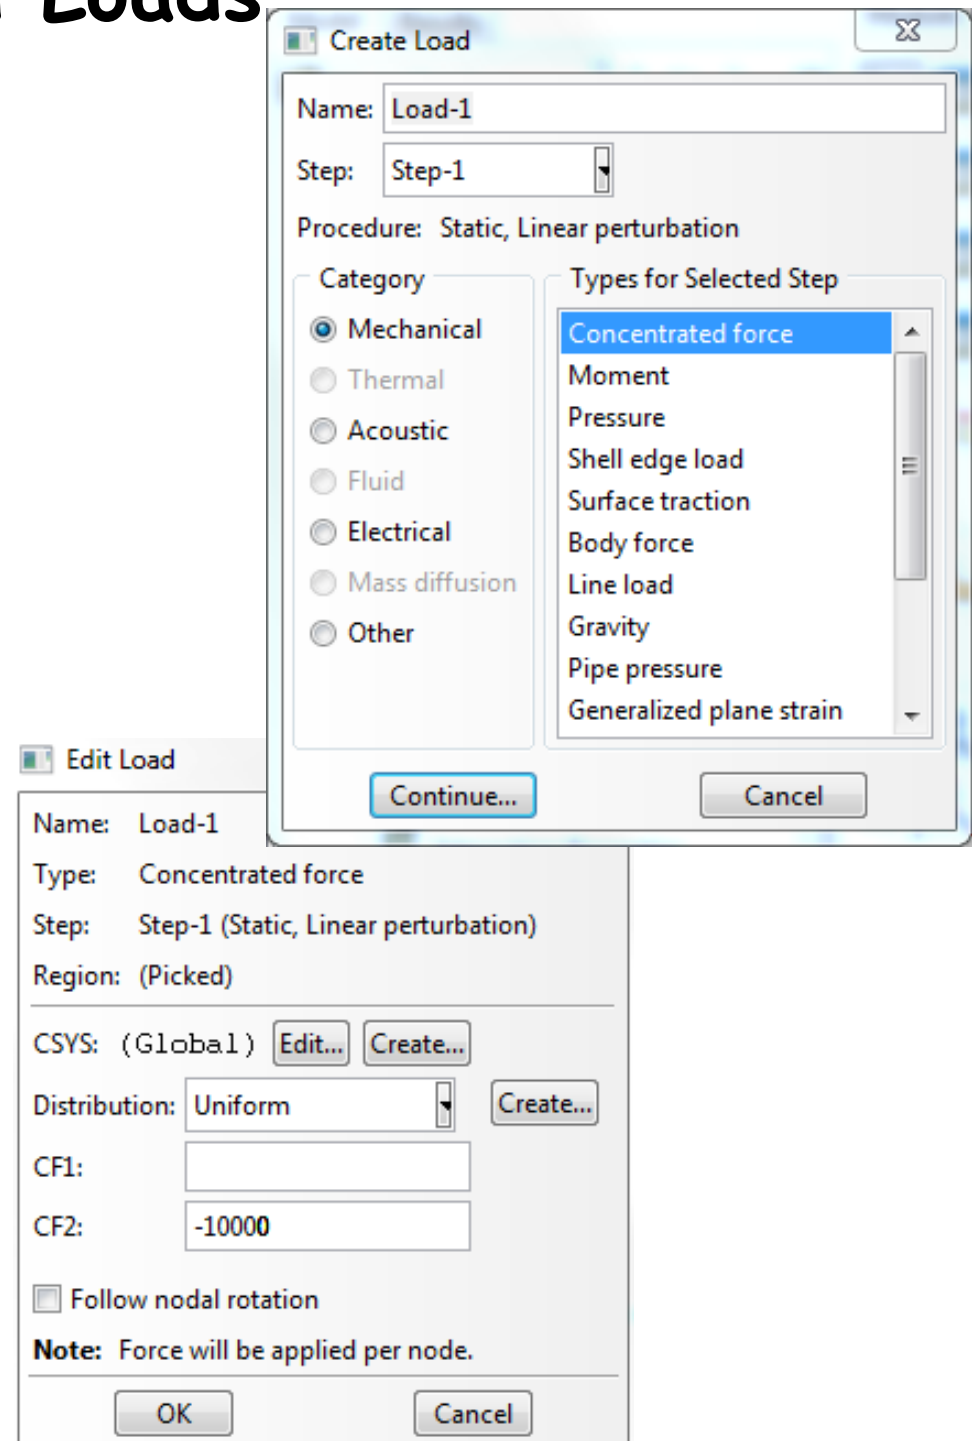 Loads
Create Load
Name: Load-1
Step: Step-1
Procedure: Static, Linear perturbation
Category
Mechanical
Thermal
Acoustic
Fluid
Electrical
Mass diffusion
Other
Types for Selected Step
Concentrated force
Moment
Pressure
Shell edge load
Surface traction
Body force
Line load
Gravity
Pipe pressure
Generalized plane strain
Continue... Cancel
Edit Load
Name: Load-1
Type: Concentrated force
Step: Step-1 (Static, Linear perturbation)
Region: (Picked)
CSYS: (Global) Edit... Create...
Distribution: Uniform Create...
CF1:
CF2: -10000
Follow nodal rotation
Note: Force will be applied per node.
OK Cancel